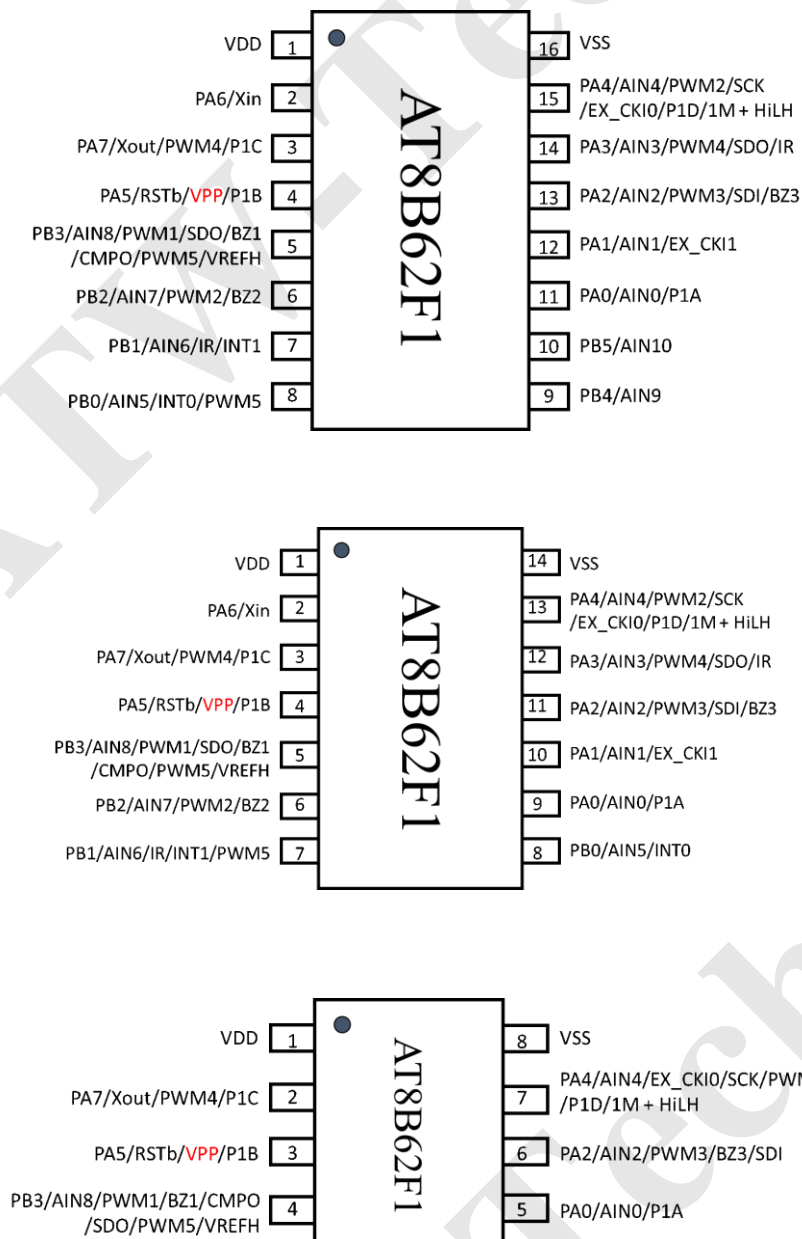 VDD 1
PA6/Xin 2
PA7/Xout/PWM4/P1C 3
PA5/RSTb/VPP/P1B 4
PB3/AIN8/PWM1/SDO/BZ1
/CMPO/PWM5/VREFH 5
PB2/AIN7/PWM2/BZ2 6
PB1/AIN6/IR/INT1 7
PB0/AIN5/INT0/PWM5 8
AT8B62F1
16 VSS
15 PA4/AIN4/PWM2/SCK
/EX_CKI0/P1D/1M + HiLH
14 PA3/AIN3/PWM4/SDO/IR
13 PA2/AIN2/PWM3/SDI/BZ3
12 PA1/AIN1/EX_CKI1
11 PA0/AIN0/P1A
10 PB5/AIN10
9 PB4/AIN9
VDD 1
PA6/Xin 2
PA7/Xout/PWM4/P1C 3
PA5/RSTb/VPP/P1B 4
PB3/AIN8/PWM1/SDO/BZ1
/CMPO/PWM5/VREFH 5
PB2/AIN7/PWM2/BZ2 6
PB1/AIN6/IR/INT1/PWM5 7
AT8B62F1
14 VSS
13 PA4/AIN4/PWM2/SCK
/EX_CKI0/P1D/1M + HiLH
12 PA3/AIN3/PWM4/SDO/IR
11 PA2/AIN2/PWM3/SDI/BZ3
10 PA1/AIN1/EX_CKI1
9 PA0/AIN0/P1A
8 PB0/AIN5/INT0
VDD 1
PA7/Xout/PWM4/P1C 2
PA5/RSTb/VPP/P1B 3
PB3/AIN8/PWM1/BZ1/CMPO
/SDO/PWM5/VREFH 4
AT8B62F1
8 VSS
7 PA4/AIN4/EX_CKI0/SCK/
/P1D/1M + HiLH
6 PA2/AIN2/PWM3/BZ3/SDI
5 PA0/AIN0/P1A